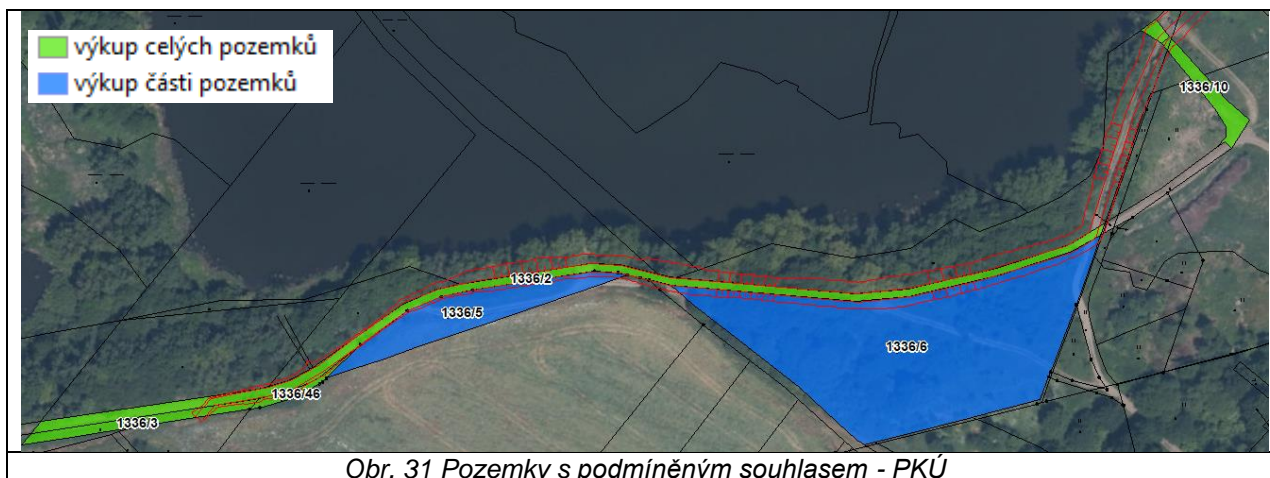 výkup celých pozemků
výkup části pozemků
1336/10
1336/2
1336/5
1336/6
1336/46
1336/3
Obr. 31 Pozemky s podmíněným souhlasem - PKÚ